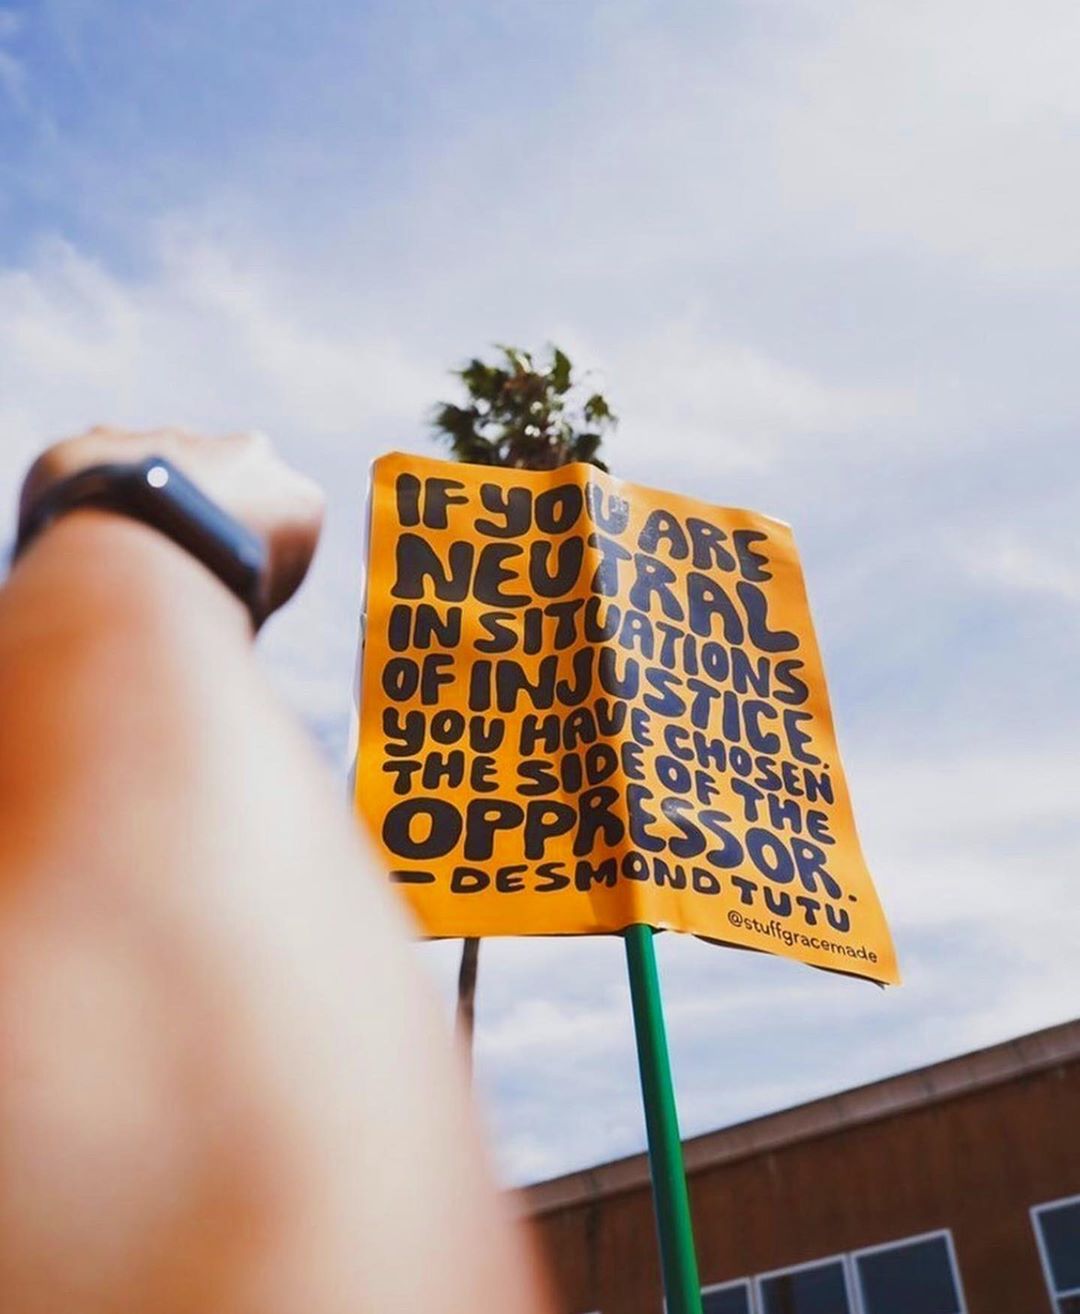 IF YOU ARE
NEUTRAL
IN SITUATIONS
OF INJUSTICE,
YOU HAVE CHOSEN
THE SIDE OF THE
OPPRESSOR.
— DESMOND TUTU
@stuffgracemade